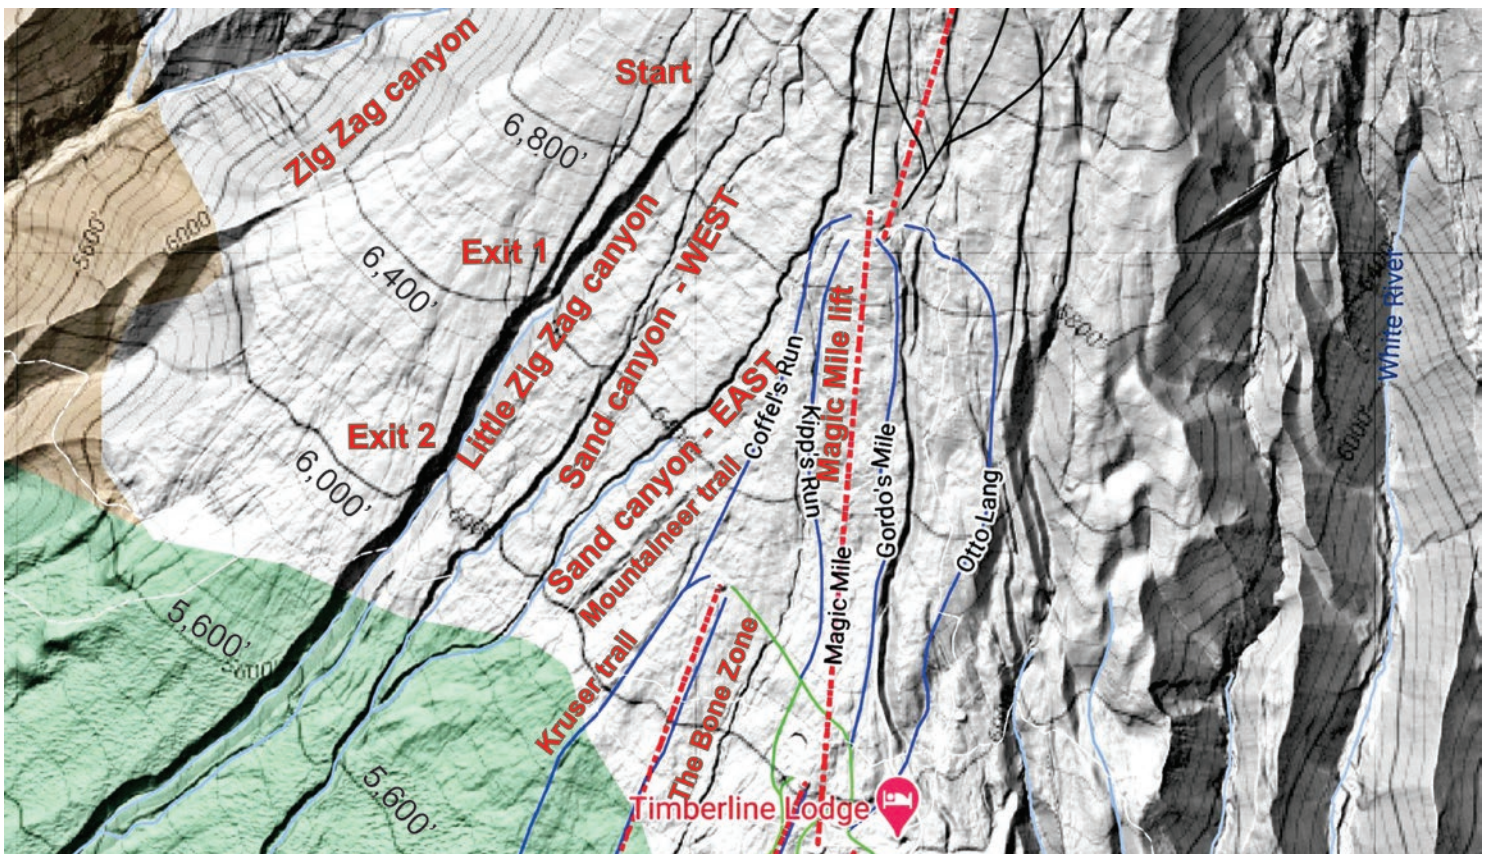 Zig Zag canyon
Start
6,800'
5600'
6000'
Exit 1
6,400'
Little Zig Zag canyon
Sand canyon - WEST
Exit 2
6,000'
Sand canyon - EAST
Mountaineer trail
Coffel's Run
Kipp's Run
Magic Mile lift
Magic Mile
Gordo's Mile
Otto Lang
6800'
White River
6000'
5,600'
5600'
Kruser trail
The Bone Zone
5,600'
Timberline Lodge